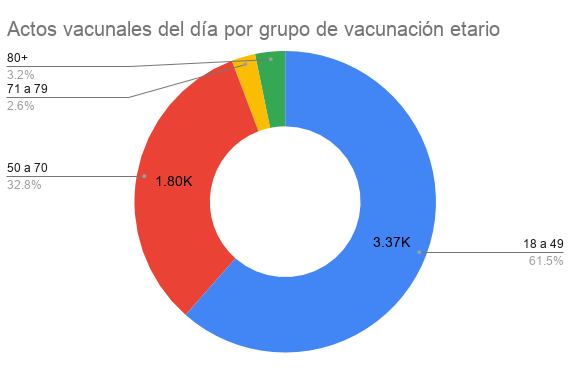 Actos vacunales del día por grupo de vacunación etario
80+
3.2%
71 a 79
2.6%
50 a 70
32.8%
1.80K
3.37K
18 a 49
61.5%